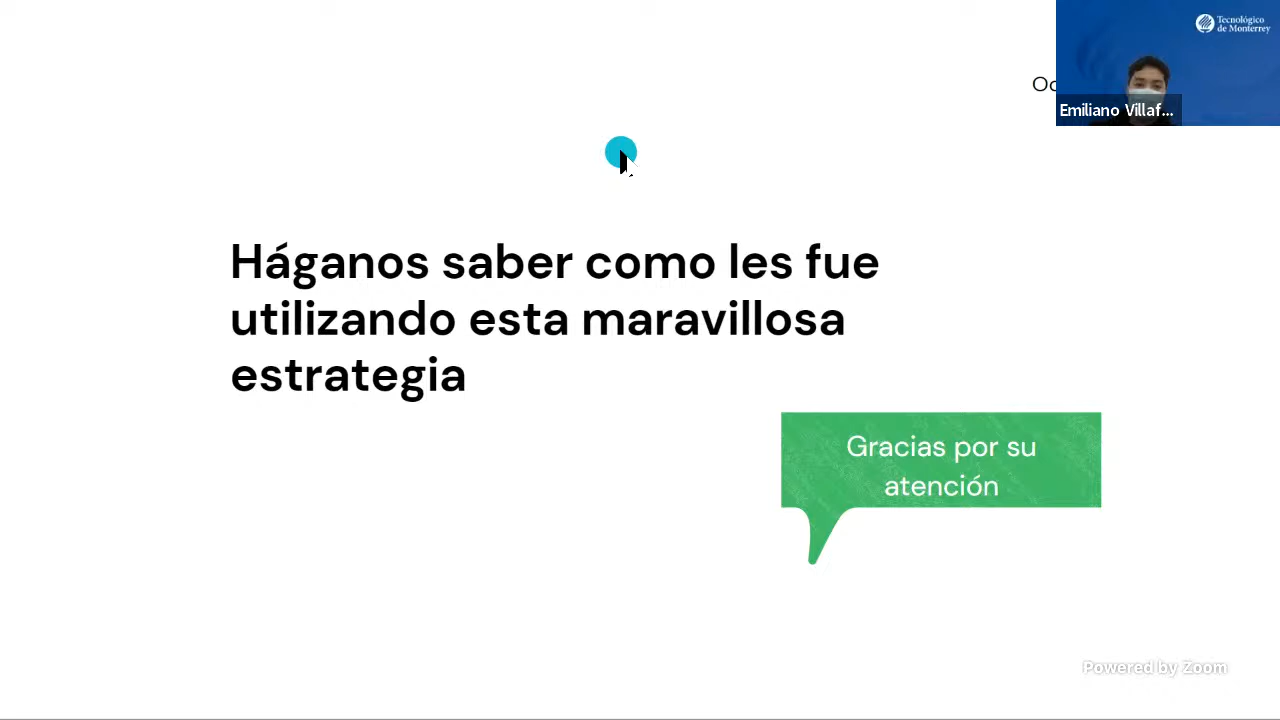 Tecnológico
de Monterrey
Emiliano Villaf...
Háganos saber como les fue
utilizando esta maravillosa
estrategia
Gracias por su
atención
Powered by Zoom